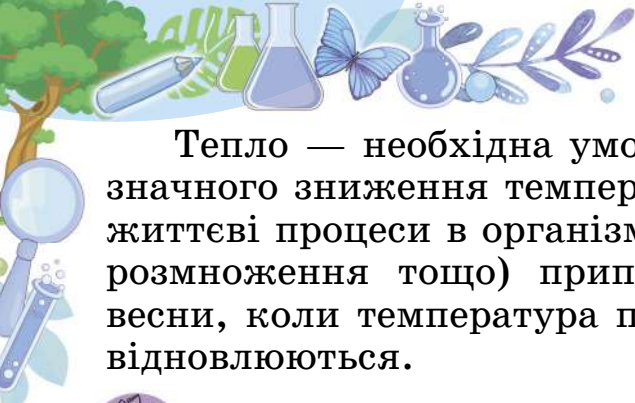 Тепло — необхідна умо
значного зниження темпер
життєві процеси в організм
розмноження тощо) прип
весни, коли температура п
відновлюються.